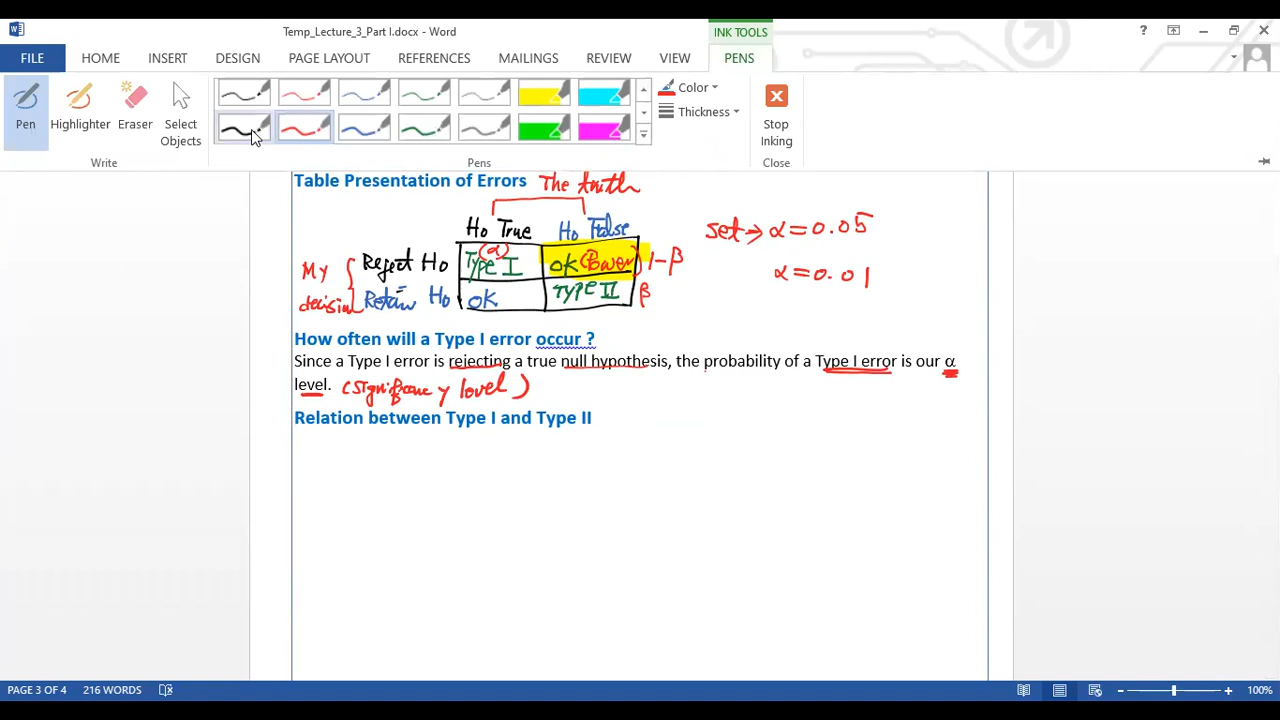 Temp_Lecture_3_Part I.docx - Word
INK TOOLS
FILE HOME INSERT DESIGN PAGE LAYOUT REFERENCES MAILINGS REVIEW VIEW PENS
Pen
Highlighter
Eraser
Select Objects
Color
Thickness
Stop Inking
Write
Pens
Close
Table Presentation of Errors The truth
Ho True Ho False
set → α = 0.05
My decision
Reject Ho Type I (α) OK (Power) 1-β
α = 0.01
Retain Ho OK Type II β
How often will a Type I error occur ?
Since a Type I error is rejecting a true null hypothesis, the probability of a Type I error is our α
level. (Significancy level)
Relation between Type I and Type II
PAGE 3 OF 4 216 WORDS
100%